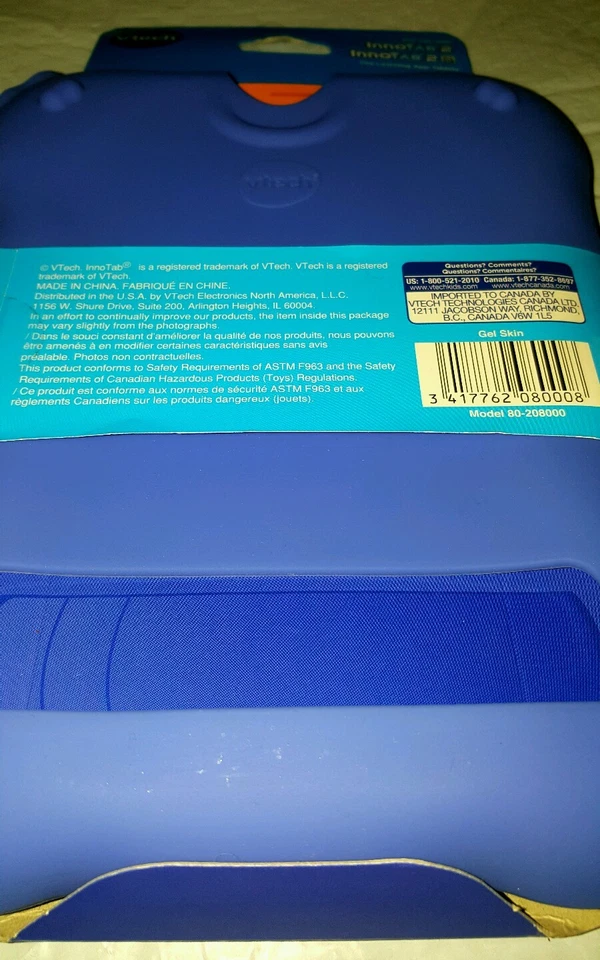 vtech
InnoTAB 2
InnoTAB 2
vtech
© VTech. InnoTab® is a registered trademark of VTech. VTech is a registered
trademark of VTech.
MADE IN CHINA. FABRIQUÉ EN CHINE.
Distributed in the U.S.A. by VTech Electronics North America, L.L.C.
1156 W. Shure Drive, Suite 200, Arlington Heights, IL 60004.
In an effort to continually improve our products, the item inside this package
may vary slightly from the photographs.
/ Dans le souci constant d'améliorer la qualité de nos produits, nous pouvons
être amenés à en modifier certaines caractéristiques sans avis
préalable. Photos non contractuelles.
This product conforms to Safety Requirements of ASTM F963 and the Safety
Requirements of Canadian Hazardous Products (Toys) Regulations.
/ Ce produit est conforme aux normes de sécurité ASTM F963 et aux
règlements Canadiens sur les produits dangereux (jouets).
Questions? Comments?
Questions? Commentaires?
US: 1-800-521-2010 Canada: 1-877-352-8697
www.vtechkids.com www.vtechcanada.com
IMPORTED TO CANADA BY
VTECH TECHNOLOGIES CANADA LTD.
12111 JACOBSON WAY, RICHMOND,
B.C., CANADA V6W 1L5
Gel Skin
3 417762 080008
Model 80-208000